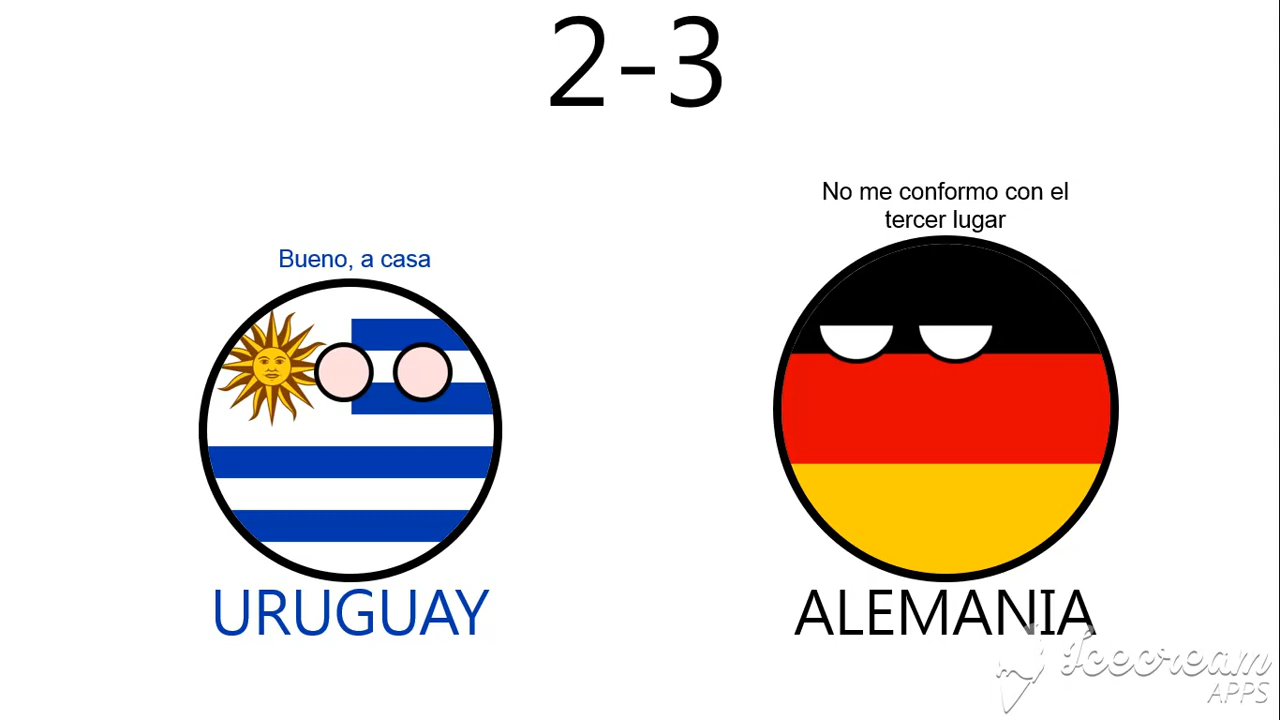 2-3
No me conformo con el
tercer lugar
Bueno, a casa
URUGUAY
ALEMANIA
Icecream
APPS